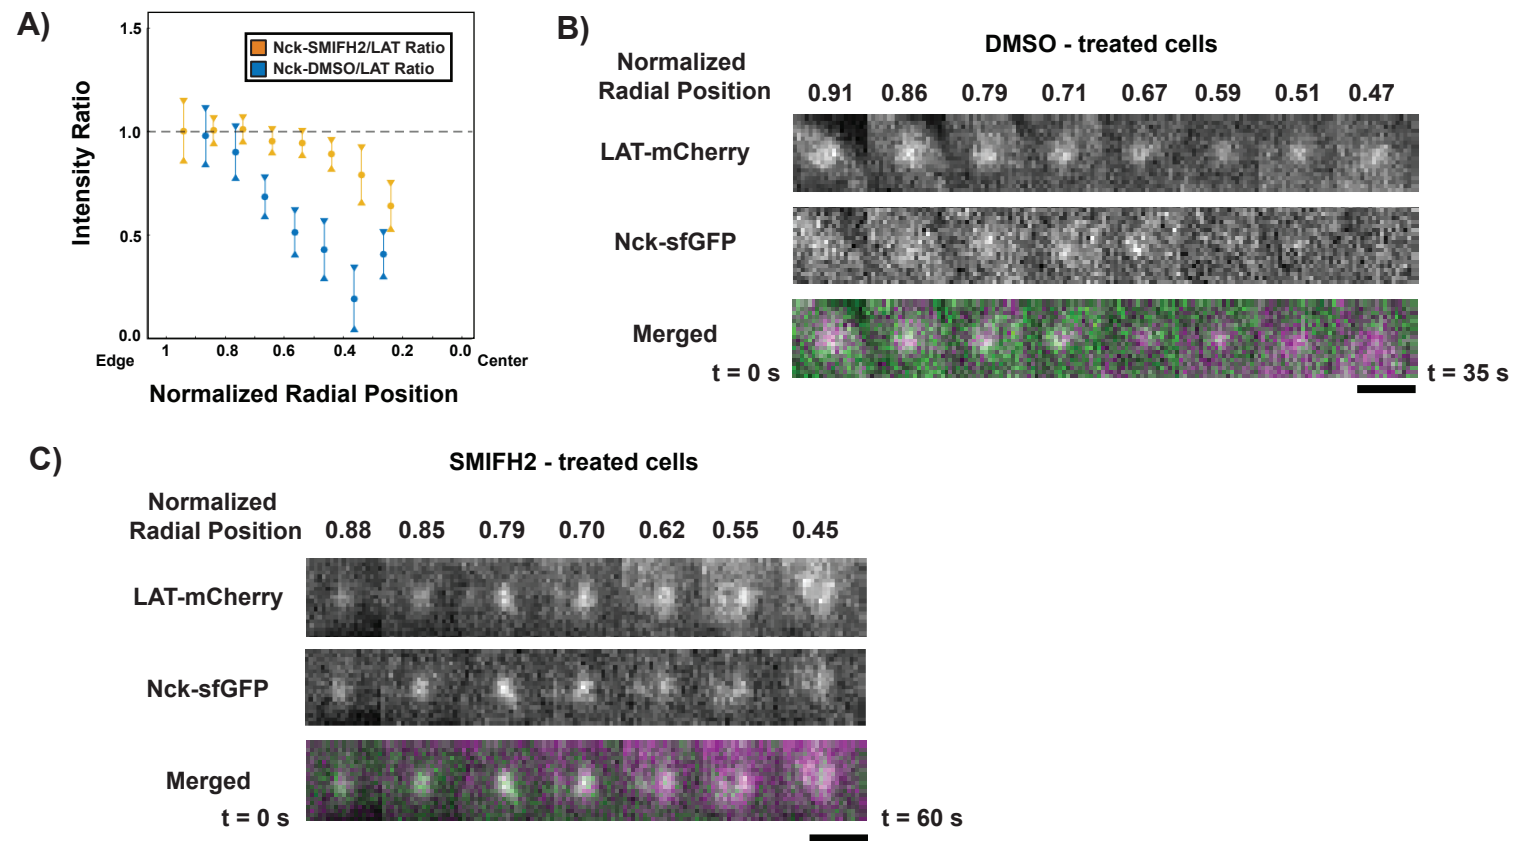 A)
1.5
1.0
0.5
0.0
Intensity Ratio
Nck-SMIFH2/LAT Ratio
Nck-DMSO/LAT Ratio
1 0.8 0.6 0.4 0.2 0.0
Edge Center
Normalized Radial Position
B)
DMSO - treated cells
Normalized
Radial Position 0.91 0.86 0.79 0.71 0.67 0.59 0.51 0.47
LAT-mCherry
Nck-sfGFP
Merged
t = 0 s t = 35 s
C)
SMIFH2 - treated cells
Normalized
Radial Position 0.88 0.85 0.79 0.70 0.62 0.55 0.45
LAT-mCherry
Nck-sfGFP
Merged
t = 0 s t = 60 s